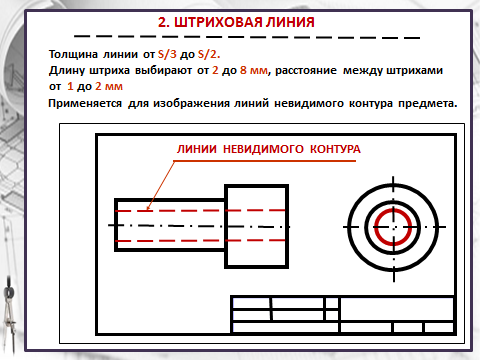 2. ШТРИХОВАЯ ЛИНИЯ
Толщина линии от S/3 до S/2.
Длину штриха выбирают от 2 до 8 мм, расстояние между штрихами
от 1 до 2 мм
Применяется для изображения линий невидимого контура предмета.
ЛИНИИ НЕВИДИМОГО КОНТУРА